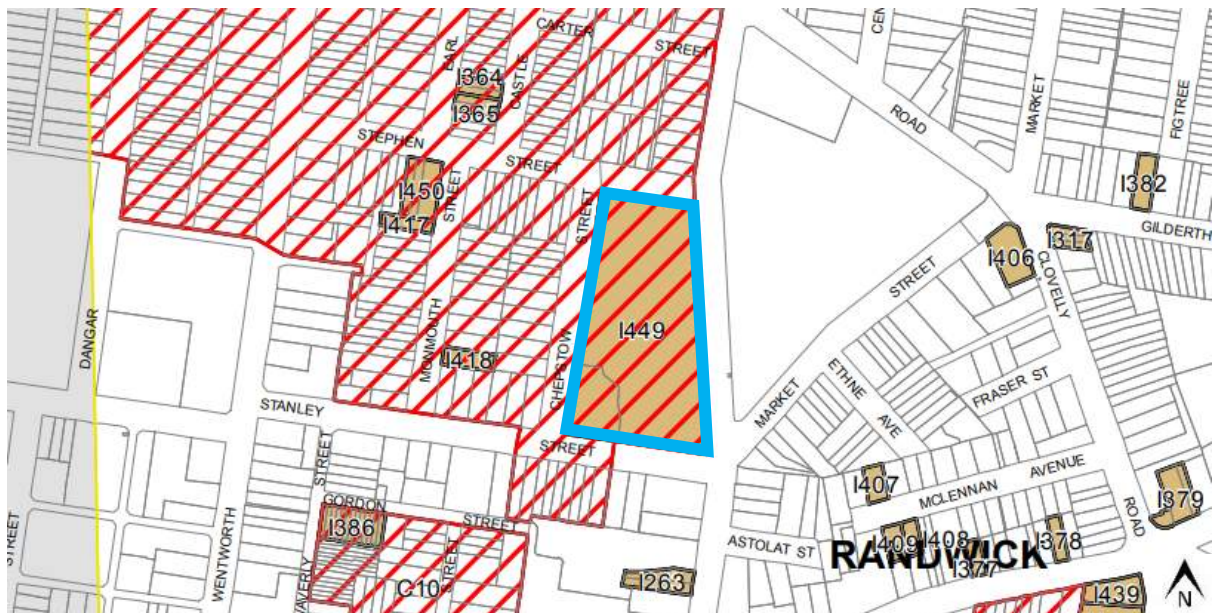 CARTER
STREET
CEN
EARL
I364
CASTLE
I365
ROAD
MARKET
FIGTREE
STEPHEN
STREET
I450
STREET
I417
I382
STREET
GILDERTH
I406
I317
STREET
CLOVELLY
I449
DANGAR
MONMOUTH
I418
CHEPSTOW
ETHNE
AVE
FRASER ST
MARKET
STANLEY
STREET
STREET
I407
MCLENNAN
AVENUE
I379
ROAD
GORDON
STREET
I386
I409
I408
I378
RANDWICK
I377
ASTOLAT ST
STREET
WENTWORTH
WAVERLY
C10
STREET
I263
I439
N